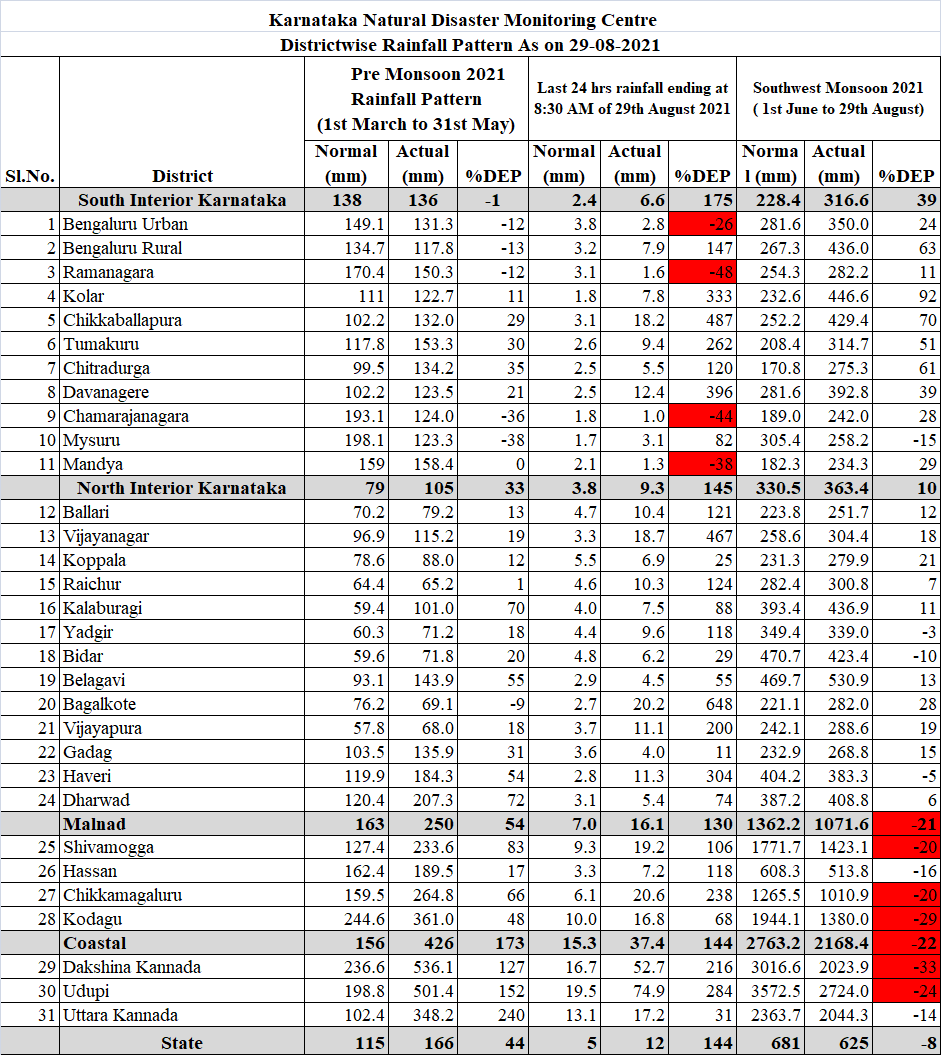 Karnataka Natural Disaster Monitoring Centre
Districtwise Rainfall Pattern As on 29-08-2021
Sl.No. District Pre Monsoon 2021 Rainfall Pattern (1st March to 31st May) Last 24 hrs rainfall ending at 8:30 AM of 29th August 2021 Southwest Monsoon 2021 ( 1st June to 29th August)
Normal (mm) Actual (mm) %DEP Normal (mm) Actual (mm) %DEP Norma l (mm) Actual (mm) %DEP
South Interior Karnataka 138 136 -1 2.4 6.6 175 228.4 316.6 39
1 Bengaluru Urban 149.1 131.3 -12 3.8 2.8 -26 281.6 350.0 24
2 Bengaluru Rural 134.7 117.8 -13 3.2 7.9 147 267.3 436.0 63
3 Ramanagara 170.4 150.3 -12 3.1 1.6 -48 254.3 282.2 11
4 Kolar 111 122.7 11 1.8 7.8 333 232.6 446.6 92
5 Chikkaballapura 102.2 132.0 29 3.1 18.2 487 252.2 429.4 70
6 Tumakuru 117.8 153.3 30 2.6 9.4 262 208.4 314.7 51
7 Chitradurga 99.5 134.2 35 2.5 5.5 120 170.8 275.3 61
8 Davanagere 102.2 123.5 21 2.5 12.4 396 281.6 392.8 39
9 Chamarajanagara 193.1 124.0 -36 1.8 1.0 -44 189.0 242.0 28
10 Mysuru 198.1 123.3 -38 1.7 3.1 82 305.4 258.2 -15
11 Mandya 159 158.4 0 2.1 1.3 -38 182.3 234.3 29
North Interior Karnataka 79 105 33 3.8 9.3 145 330.5 363.4 10
12 Ballari 70.2 79.2 13 4.7 10.4 121 223.8 251.7 12
13 Vijayanagar 96.9 115.2 19 3.3 18.7 467 258.6 304.4 18
14 Koppala 78.6 88.0 12 5.5 6.9 25 231.3 279.9 21
15 Raichur 64.4 65.2 1 4.6 10.3 124 282.4 300.8 7
16 Kalaburagi 59.4 101.0 70 4.0 7.5 88 393.4 436.9 11
17 Yadgir 60.3 71.2 18 4.4 9.6 118 349.4 339.0 -3
18 Bidar 59.6 71.8 20 4.8 6.2 29 470.7 423.4 -10
19 Belagavi 93.1 143.9 55 2.9 4.5 55 469.7 530.9 13
20 Bagalkote 76.2 69.1 -9 2.7 20.2 648 221.1 282.0 28
21 Vijayapura 57.8 68.0 18 3.7 11.1 200 242.1 288.6 19
22 Gadag 103.5 135.9 31 3.6 4.0 11 232.9 268.8 15
23 Haveri 119.9 184.3 54 2.8 11.3 304 404.2 383.3 -5
24 Dharwad 120.4 207.3 72 3.1 5.4 74 387.2 408.8 6
Malnad 163 250 54 7.0 16.1 130 1362.2 1071.6 -21
25 Shivamogga 127.4 233.6 83 9.3 19.2 106 1771.7 1423.1 -20
26 Hassan 162.4 189.5 17 3.3 7.2 118 608.3 513.8 -16
27 Chikkamagaluru 159.5 264.8 66 6.1 20.6 238 1265.5 1010.9 -20
28 Kodagu 244.6 361.0 48 10.0 16.8 68 1944.1 1380.0 -29
Coastal 156 426 173 15.3 37.4 144 2763.2 2168.4 -22
29 Dakshina Kannada 236.6 536.1 127 16.7 52.7 216 3016.6 2023.9 -33
30 Udupi 198.8 501.4 152 19.5 74.9 284 3572.5 2724.0 -24
31 Uttara Kannada 102.4 348.2 240 13.1 17.2 31 2363.7 2044.3 -14
State 115 166 44 5 12 144 681 625 -8